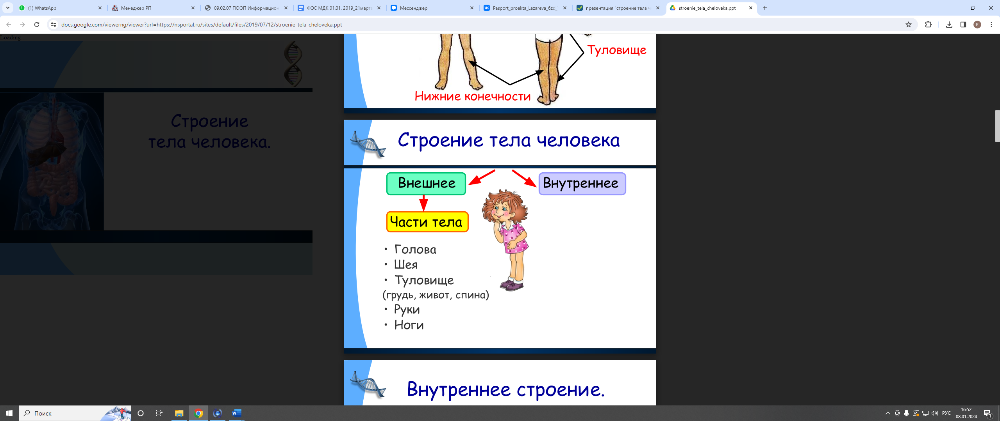 (1) WhatsApp
Менеджер РП
09.02.07 ПООП Информацион
ФОС МДК 01.01. 2019_21марта
Мессенджер
Pasport_proekta_Lazareva_6zd_
презентация "строение тела ч
stroenie_tela_cheloveka.ppt
docs.google.com/viewerng/viewer?url=https://nsportal.ru/sites/default/files/2019/07/12/stroenie_tela_cheloveka.ppt
E
Loading...
Строение
тела человека.
Туловище
Нижние конечности
Строение тела человека
Внешнее
Внутреннее
Части тела
• Голова
• Шея
• Туловище
(грудь, живот, спина)
• Руки
• Ноги
Внутреннее строение.
Поиск
РУС
16:52
08.01.2024
1